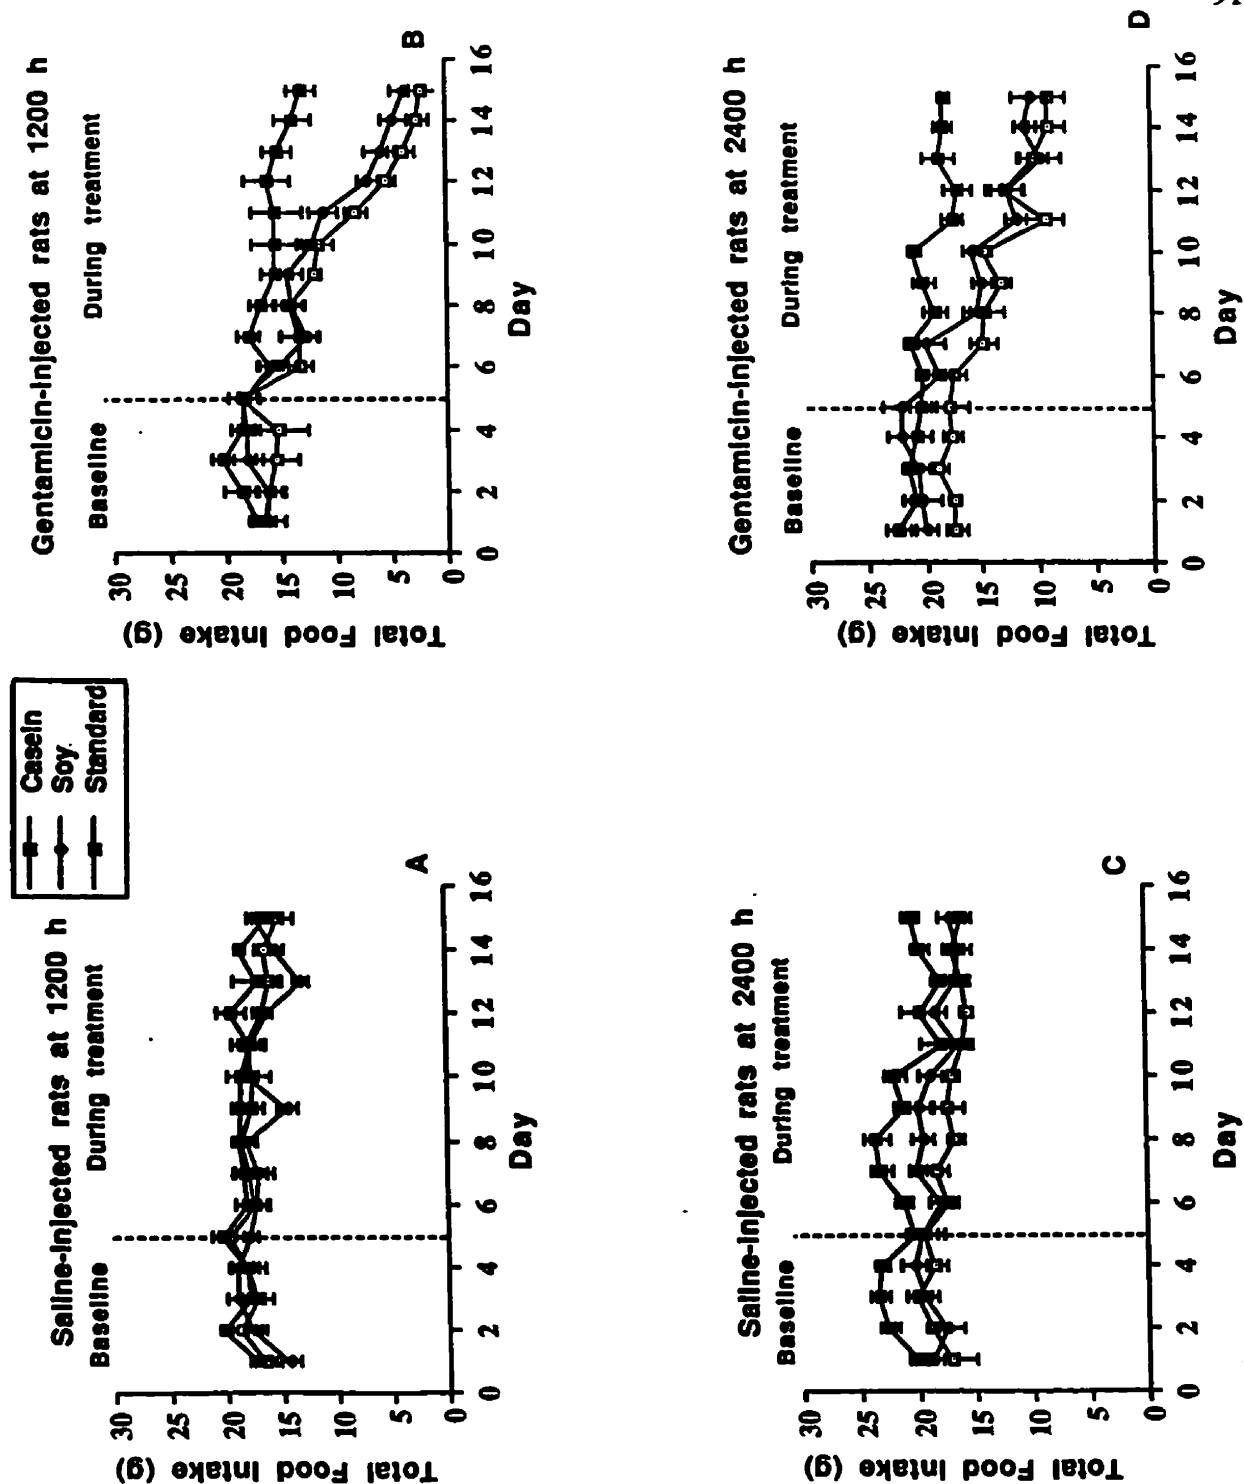 Casein
Soy
Standard
Saline-injected rats at 1200 h
Baseline
During treatment
Total Food Intake (g)
30
25
20
15
10
5
0
0
2
4
6
8
10
12
14
16
Day
A
Gentamicin-injected rats at 1200 h
Baseline
During treatment
Total Food Intake (g)
30
25
20
15
10
5
0
0
2
4
6
8
10
12
14
16
Day
B
Saline-injected rats at 2400 h
Baseline
During treatment
Total Food Intake (g)
30
25
20
15
10
5
0
0
2
4
6
8
10
12
14
16
Day
C
Gentamicin-injected rats at 2400 h
Baseline
During treatment
Total Food Intake (g)
30
25
20
15
10
5
0
0
2
4
6
8
10
12
14
16
Day
D